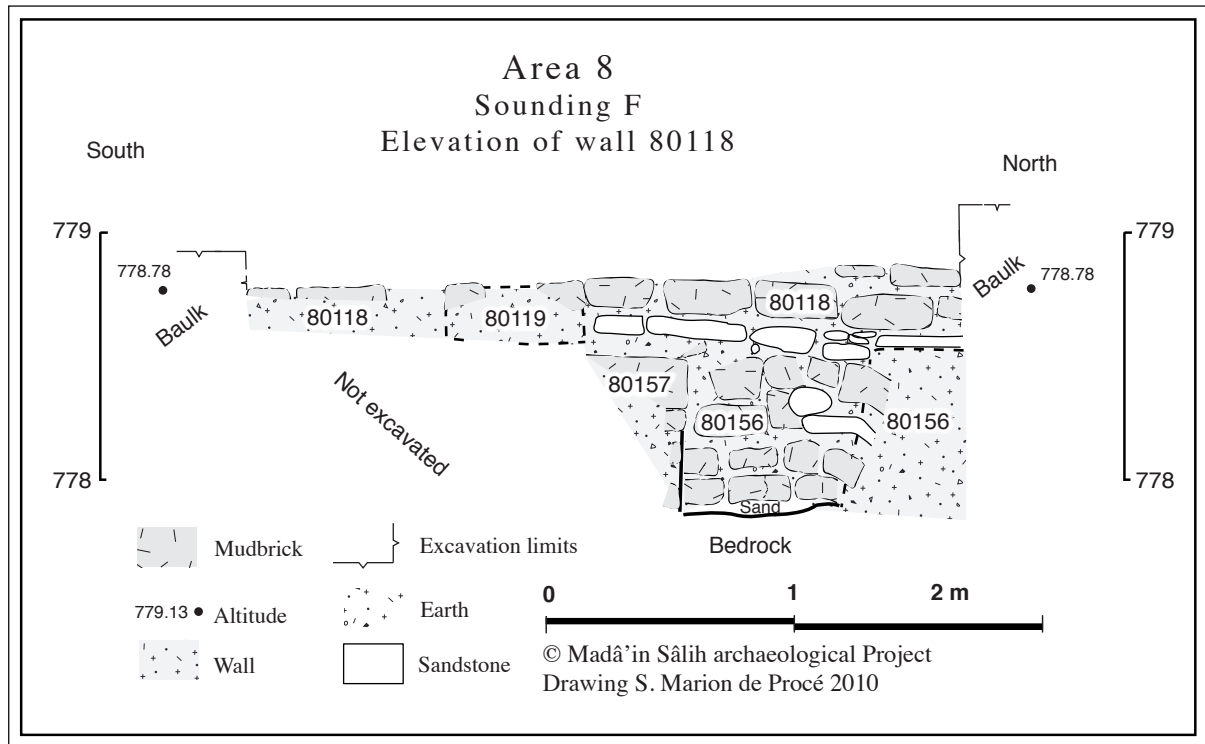 Area 8
Sounding F
Elevation of wall 80118
South
North
779
779
778.78
Baulk
Baulk
778.78
80118
80119
80118
80157
80156
80156
Not excavated
778
778
Sand
Bedrock
Mudbrick
Excavation limits
779.13 Altitude
Earth
Wall
Sandstone
0 1 2 m
© Madâ’in Sâlih archaeological Project
Drawing S. Marion de Procé 2010